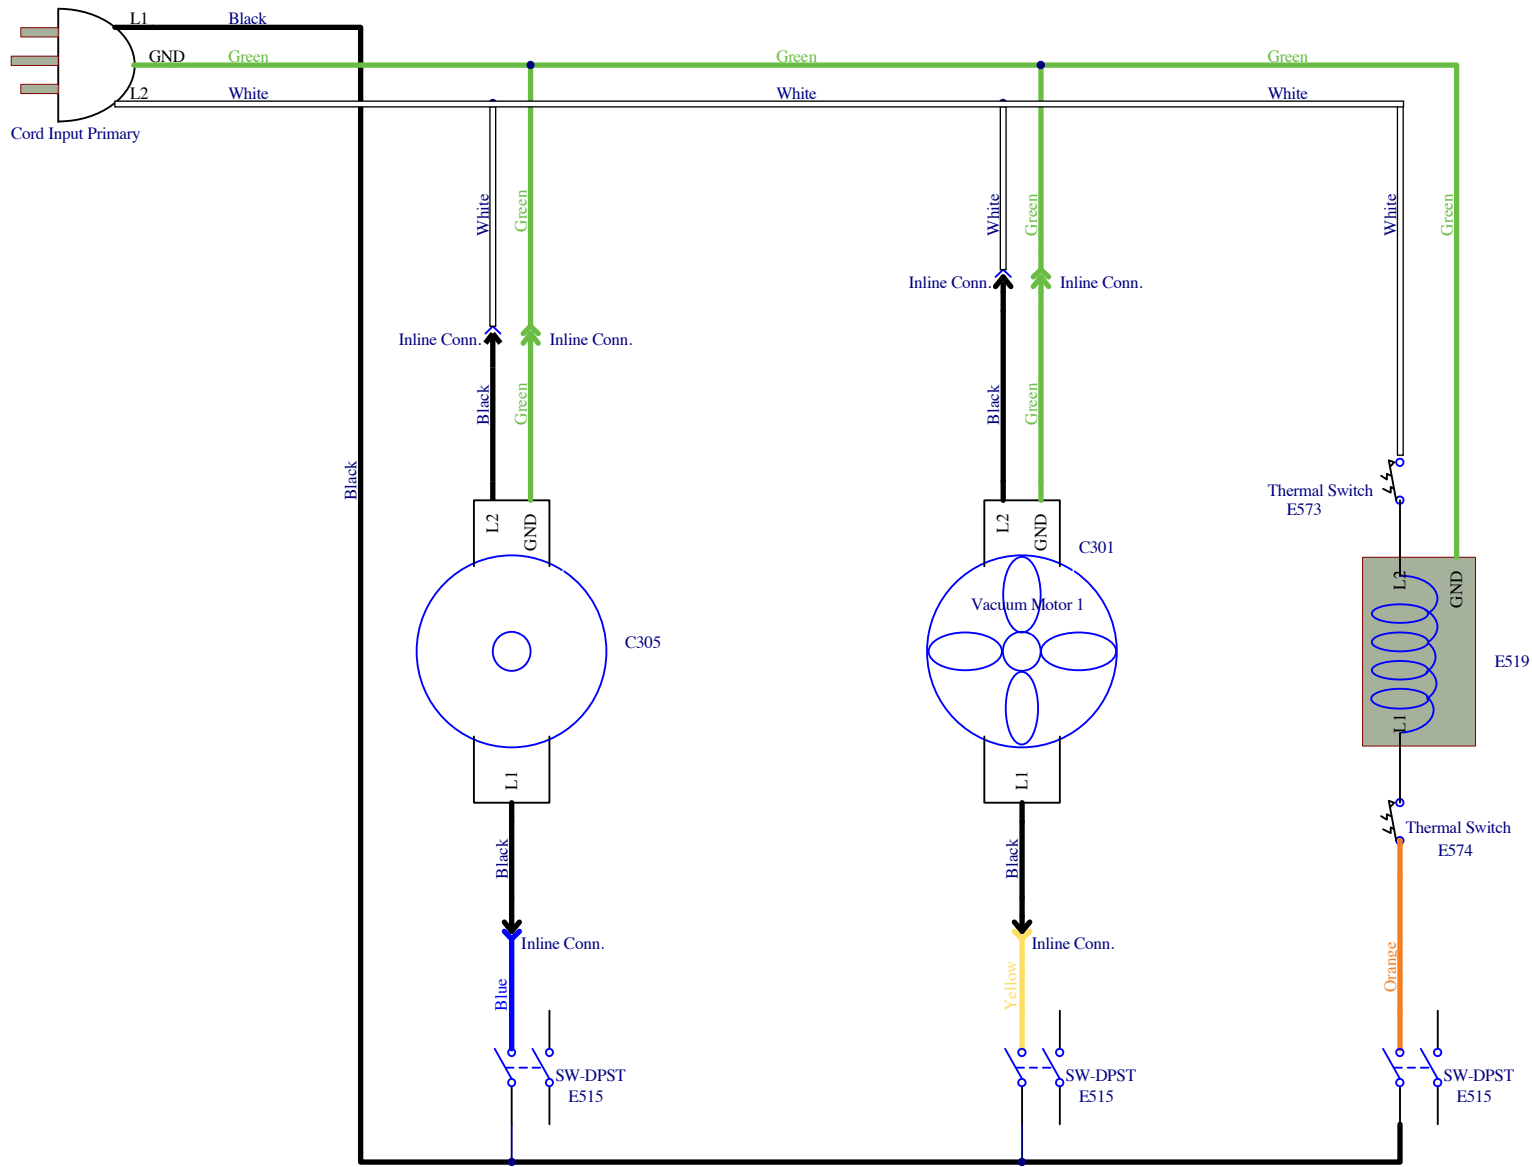 L1 Black
GND Green Green Green
L2 White White White
Cord Input Primary
White Green White Green White Green
Inline Conn. Inline Conn.
Inline Conn. Inline Conn.
Black Green Black Green
Black
Thermal Switch
E573
L2 GND L2 GND
C301
L2 GND
Vacuum Motor 1
C305
E519
L1
L1 L1
Thermal Switch
E574
Black Black
Inline Conn. Inline Conn.
Orange
Blue Yellow
SW-DPST SW-DPST SW-DPST
E515 E515 E515